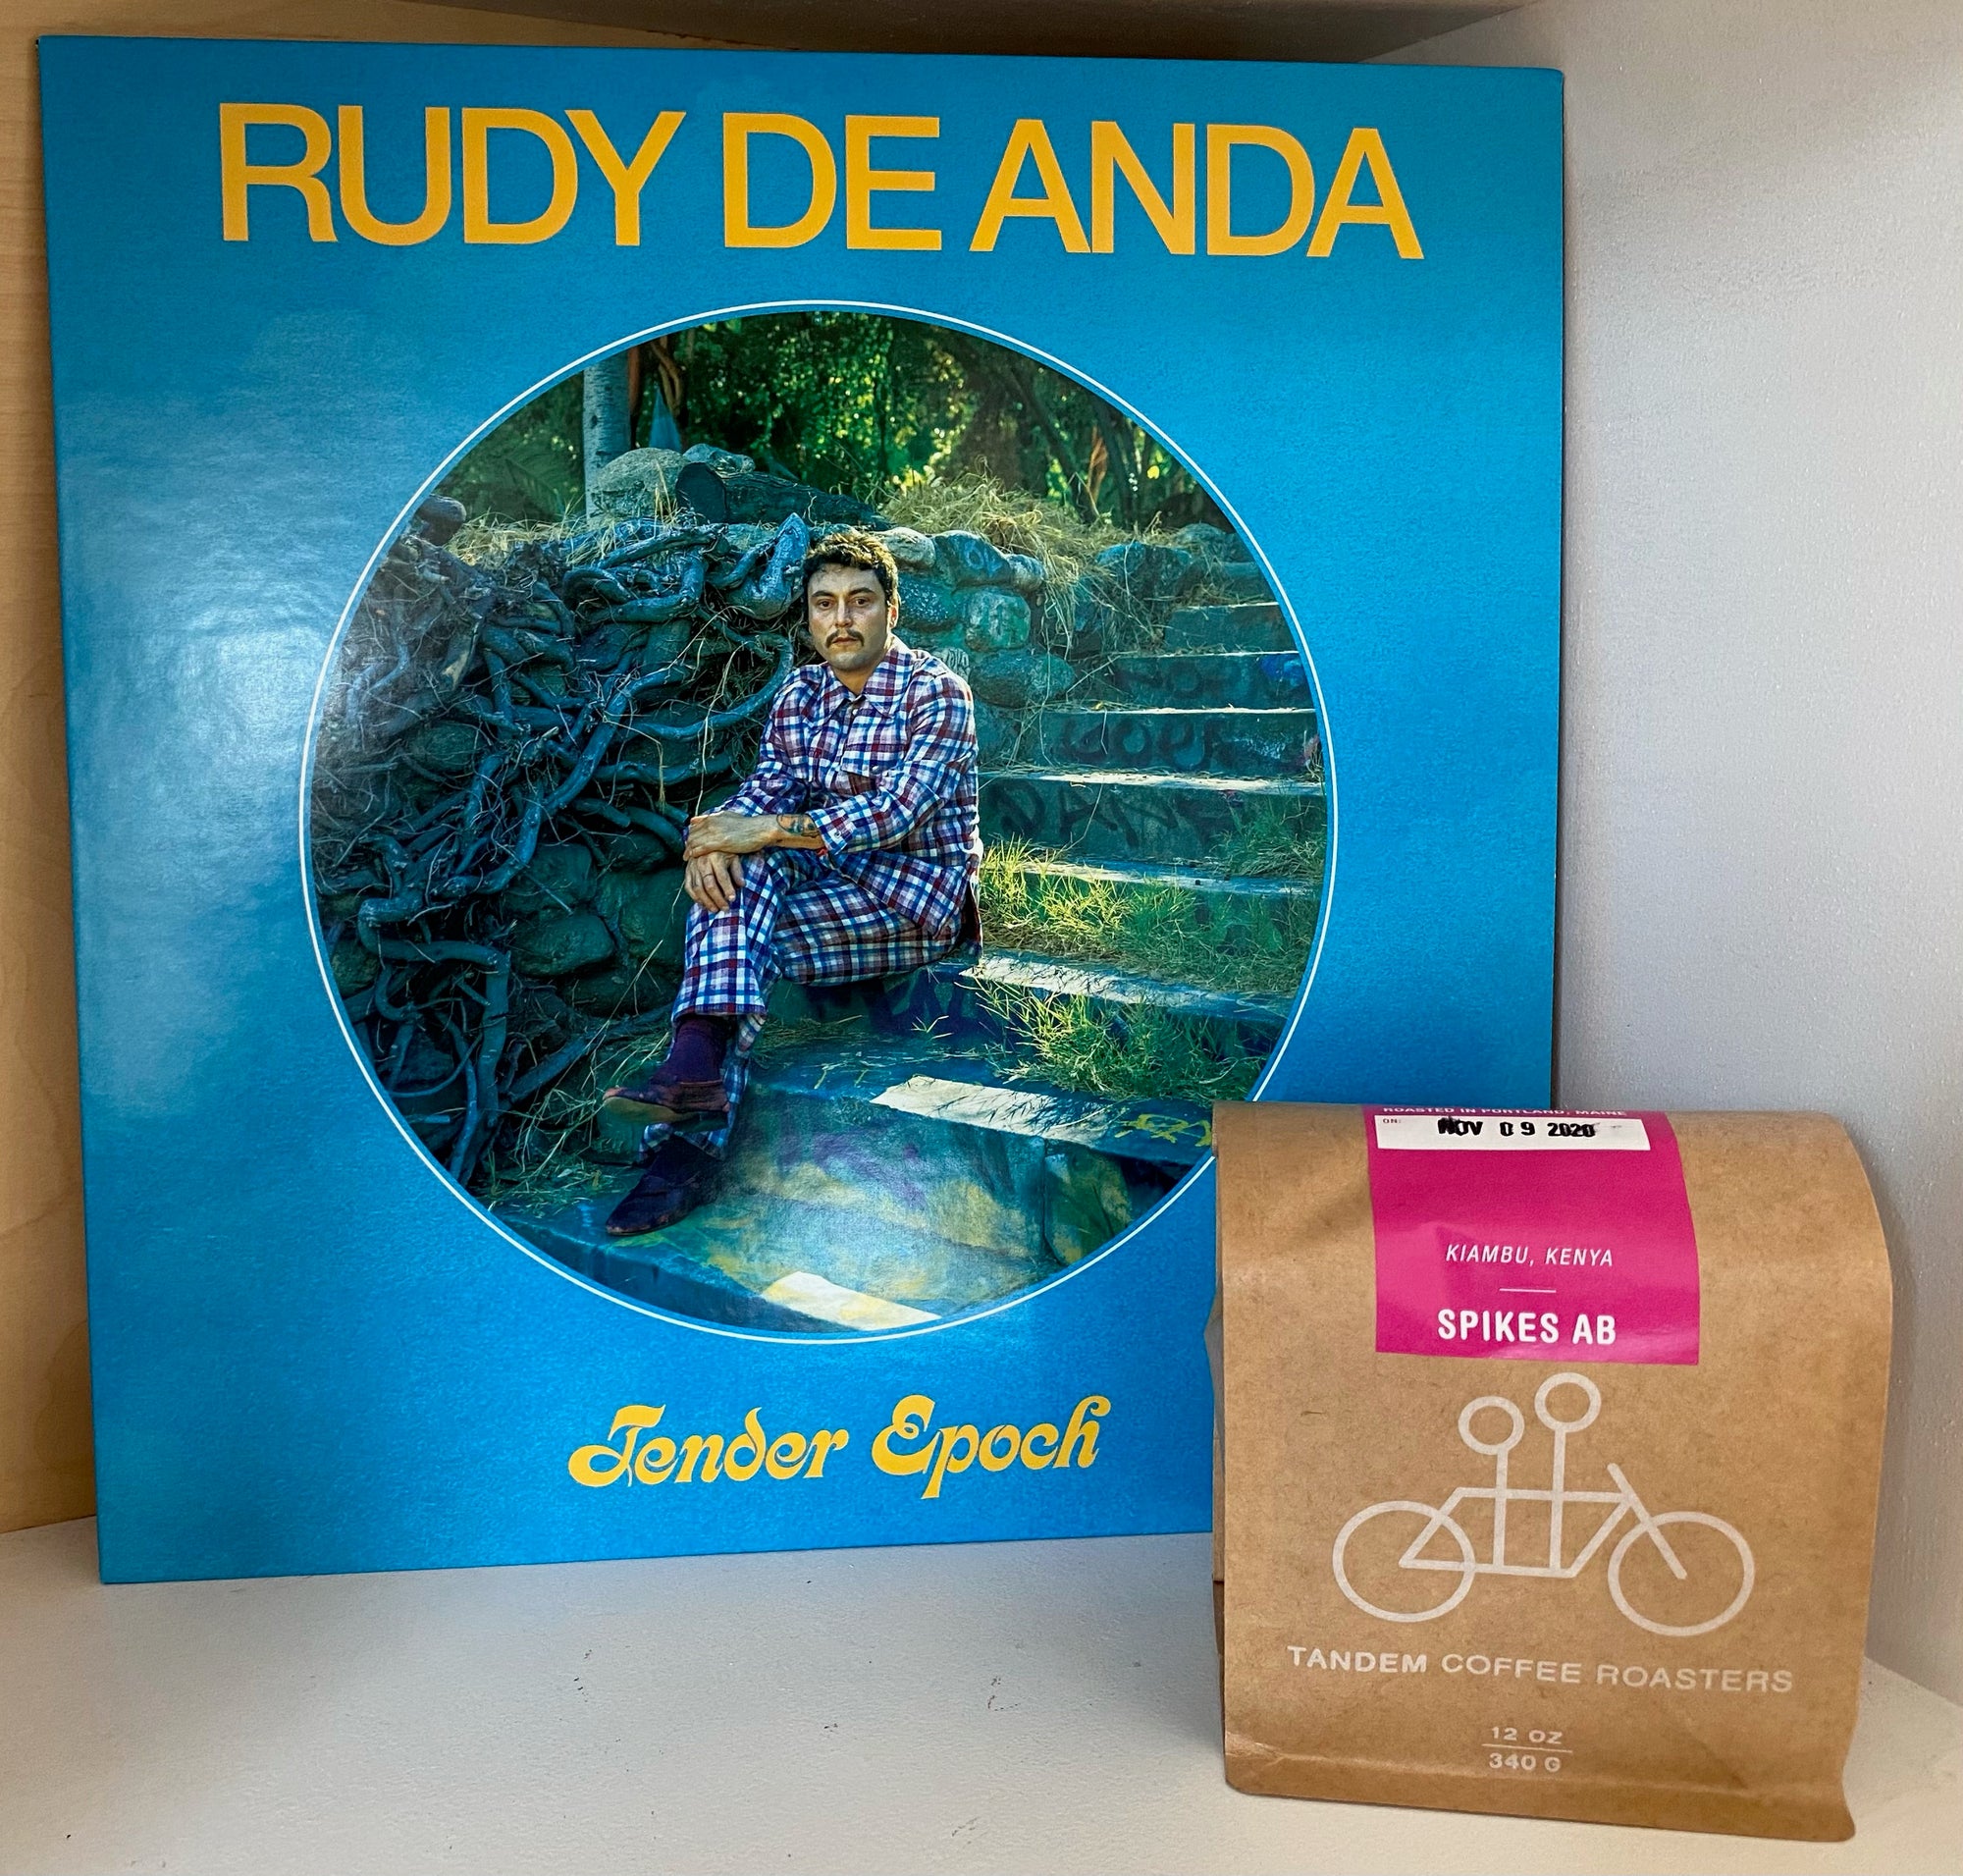 RUDY DE ANDA
Tender Epoch
ROASTED IN PORTLAND, MAINE
ON: NOV 09 2020
KIAMBU, KENYA
SPIKES AB
TANDEM COFFEE ROASTERS
12 OZ
340 G